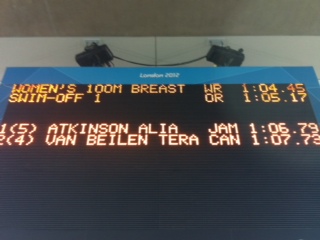 London 2012
WOMEN'S 100M BREAST WR 1:04.45
SWIM-OFF 1 OR 1:05.17
1(5) ATKINSON ALIA JAM 1:06.79
2(4) VAN BEILEN TERA CAN 1:07.73